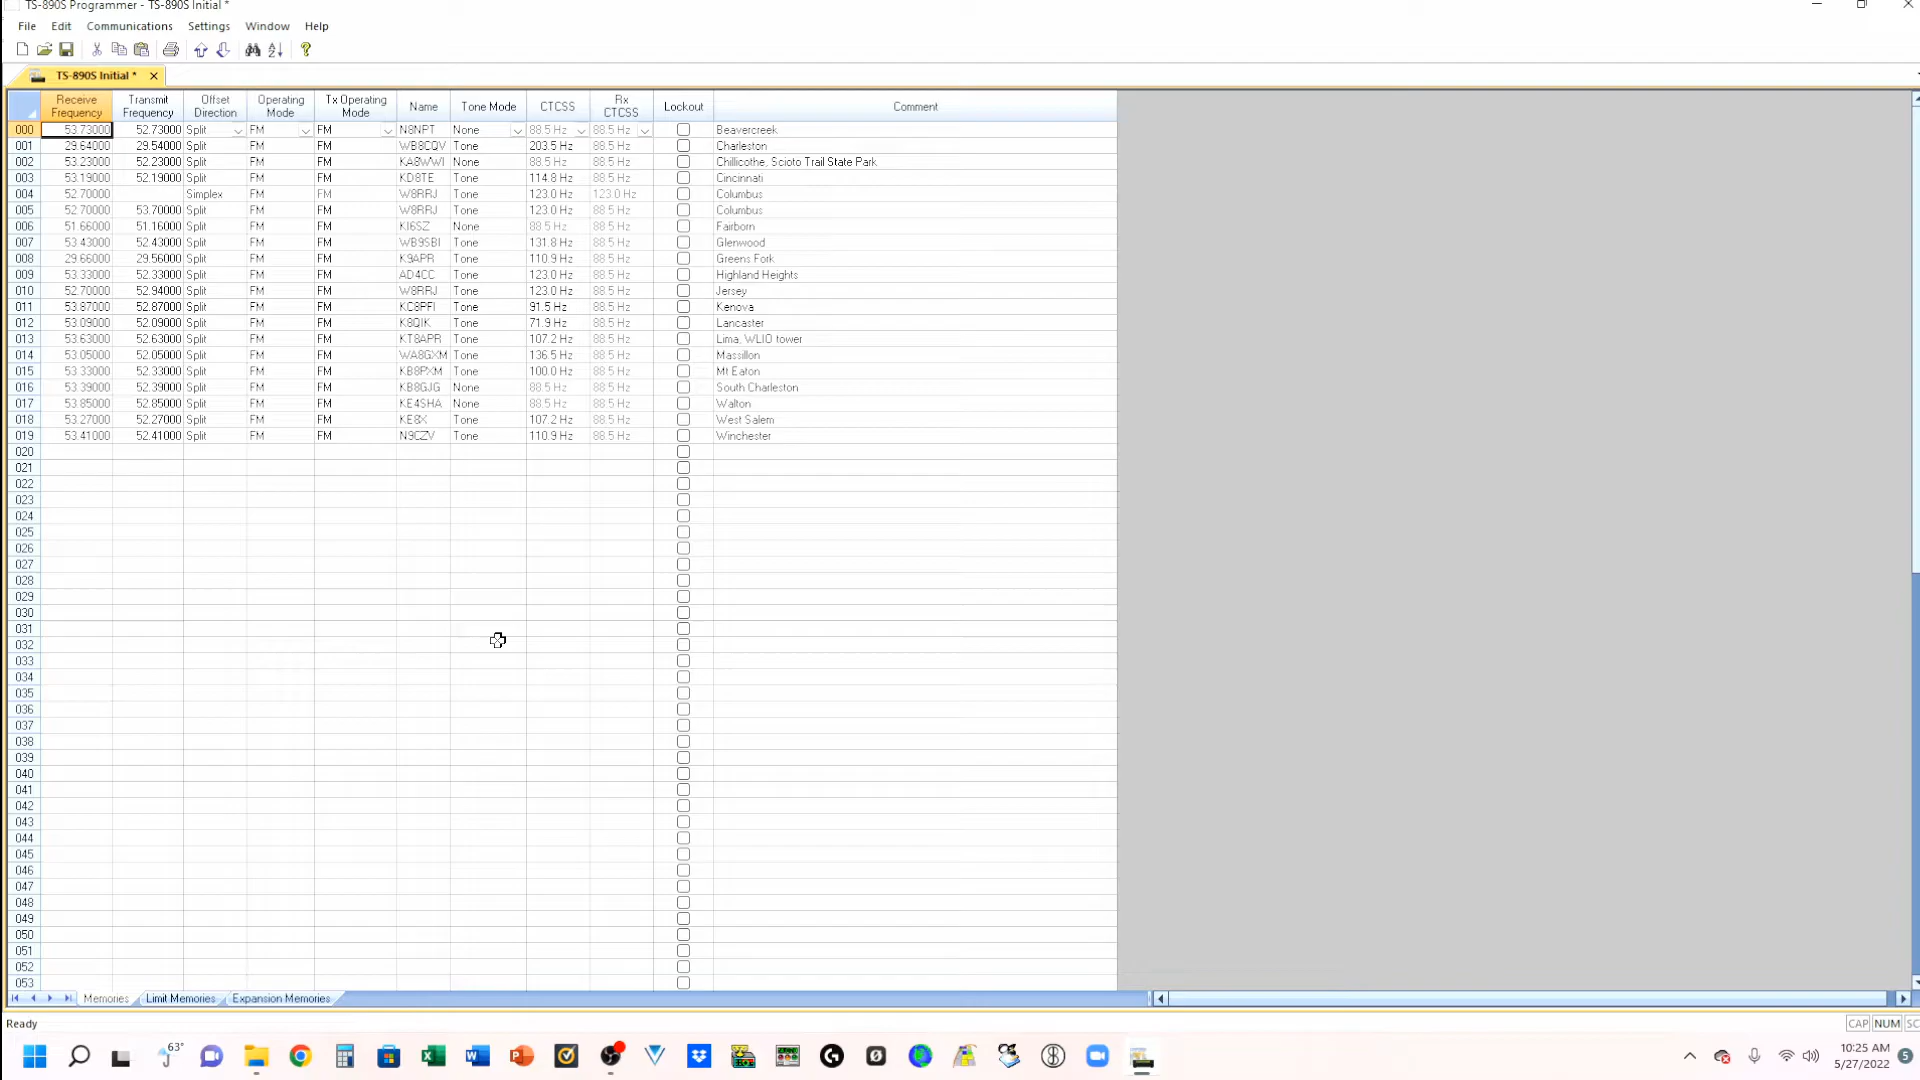 TS-890S Programmer - TS-890S Initial *
File Edit Communications Settings Window Help
TS-890S Initial *
Receive Frequency Transmit Frequency Offset Direction Operating Mode Tx Operating Mode Name Tone Mode CTCSS Rx CTCSS Lockout Comment
000 53.73000 52.73000 Split FM FM N8NPT None 88.5 Hz 88.5 Hz Beavercreek
001 29.64000 29.54000 Split FM FM WB8CQV Tone 203.5 Hz 88.5 Hz Charleston
002 53.23000 52.23000 Split FM FM KA8WWI None 88.5 Hz 88.5 Hz Chillicothe, Scioto Trail State Park
003 53.19000 52.19000 Split FM FM KD8TE Tone 114.8 Hz 88.5 Hz Cincinnati
004 52.70000 Simplex FM FM W8RRJ Tone 123.0 Hz 123.0 Hz Columbus
005 52.70000 53.70000 Split FM FM W8RRJ Tone 123.0 Hz 88.5 Hz Columbus
006 51.66000 51.16000 Split FM FM KI6SZ None 88.5 Hz 88.5 Hz Fairborn
007 53.43000 52.43000 Split FM FM WB9SBI Tone 131.8 Hz 88.5 Hz Glenwood
008 29.66000 29.56000 Split FM FM K9APR Tone 110.9 Hz 88.5 Hz Greens Fork
009 53.33000 52.33000 Split FM FM AD4CC Tone 123.0 Hz 88.5 Hz Highland Heights
010 52.70000 52.94000 Split FM FM W8RRJ Tone 123.0 Hz 88.5 Hz Jersey
011 53.87000 52.87000 Split FM FM KC8PFI Tone 91.5 Hz 88.5 Hz Kenova
012 53.09000 52.09000 Split FM FM K8QIK Tone 71.9 Hz 88.5 Hz Lancaster
013 53.63000 52.63000 Split FM FM KT8APR Tone 107.2 Hz 88.5 Hz Lima, WLIO tower
014 53.05000 52.05000 Split FM FM WA8GXM Tone 136.5 Hz 88.5 Hz Massillon
015 53.33000 52.33000 Split FM FM KB8PXM Tone 100.0 Hz 88.5 Hz Mt Eaton
016 53.39000 52.39000 Split FM FM KB8GJG None 88.5 Hz 88.5 Hz South Charleston
017 53.85000 52.85000 Split FM FM KE4SHA None 88.5 Hz 88.5 Hz Walton
018 53.27000 52.27000 Split FM FM KE8X Tone 107.2 Hz 88.5 Hz West Salem
019 53.41000 52.41000 Split FM FM N9CZV Tone 110.9 Hz 88.5 Hz Winchester
020
021
022
023
024
025
026
027
028
029
030
031
032
033
034
035
036
037
038
039
040
041
042
043
044
045
046
047
048
049
050
051
052
053
Memories Limit Memories Expansion Memories
Ready CAP NUM SC
63°
10:25 AM
5/27/2022
5